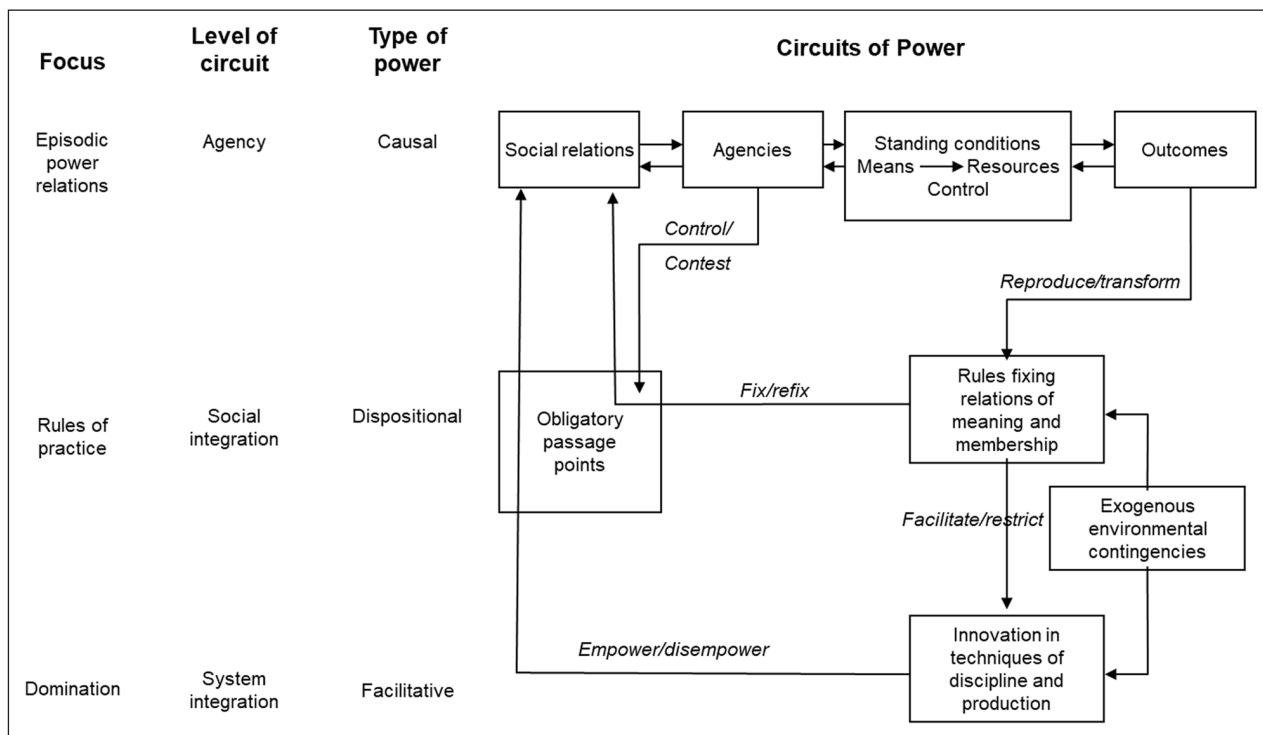 Focus
Level of
circuit
Type of
power
Circuits of Power
Episodic
power
relations
Agency
Causal
Social relations
Agencies
Standing conditions
Means
Resources
Control
Outcomes
Control/
Contest
Reproduce/transform
Rules of
practice
Social
integration
Dispositional
Obligatory
passage
points
Fix/refix
Rules fixing
relations of
meaning and
membership
Facilitate/restrict
Exogenous
environmental
contingencies
Domination
System
integration
Facilitative
Empower/disempower
Innovation in
techniques of
discipline and
production